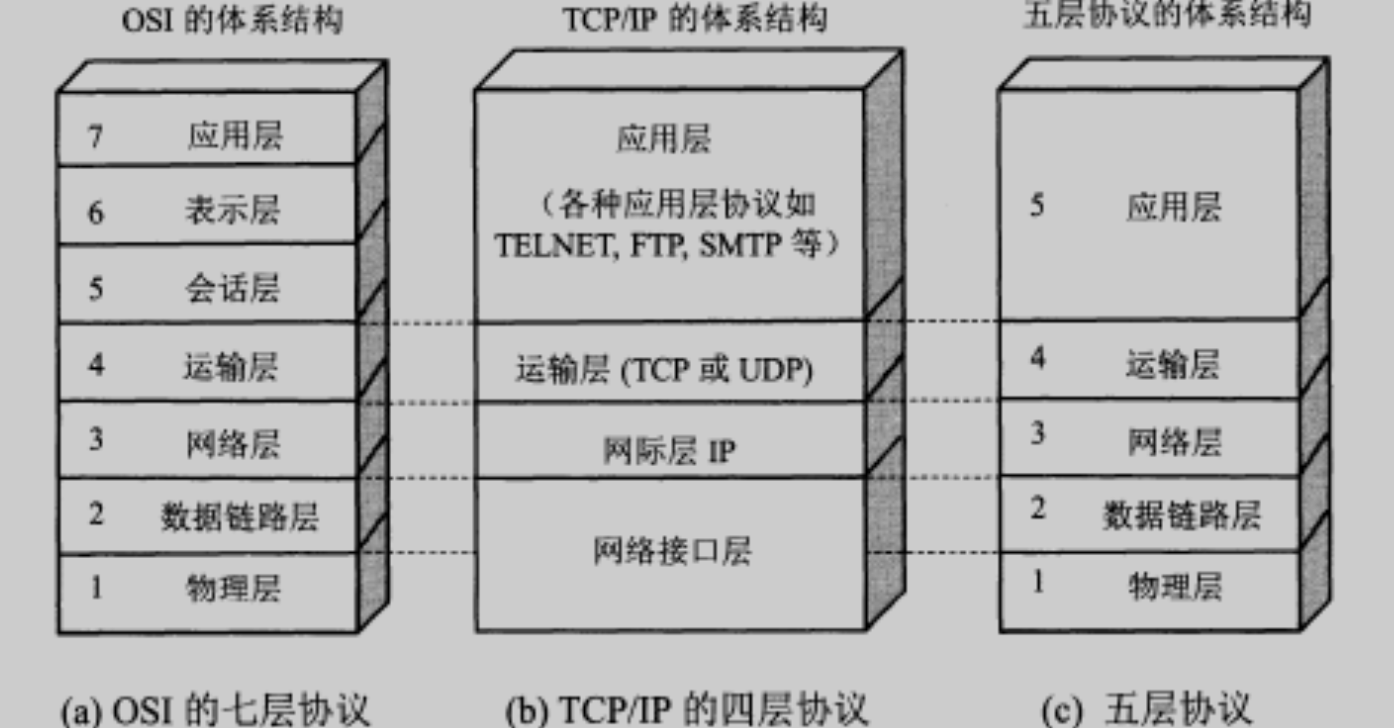 OSI 的体系结构
7 应用层
6 表示层
5 会话层
4 运输层
3 网络层
2 数据链路层
1 物理层
(a) OSI 的七层协议
TCP/IP 的体系结构
应用层
（各种应用层协议如
TELNET, FTP, SMTP 等）
运输层 (TCP 或 UDP)
网际层 IP
网络接口层
(b) TCP/IP 的四层协议
五层协议的体系结构
5 应用层
4 运输层
3 网络层
2 数据链路层
1 物理层
(c) 五层协议